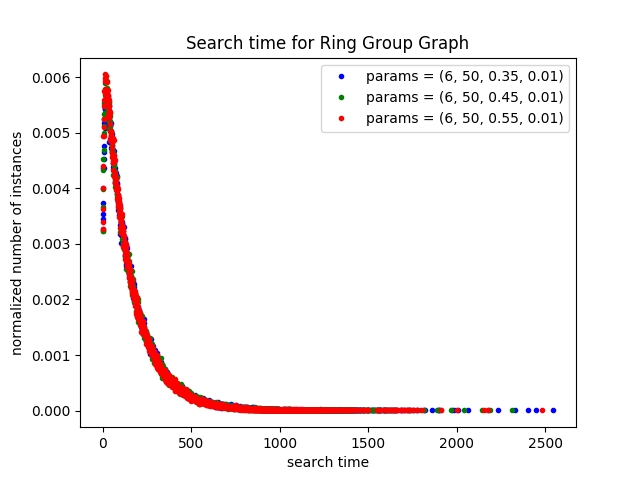 Search time for Ring Group Graph
params = (6, 50, 0.35, 0.01)
params = (6, 50, 0.45, 0.01)
params = (6, 50, 0.55, 0.01)
normalized number of instances
0.006
0.005
0.004
0.003
0.002
0.001
0.000
0 500 1000 1500 2000 2500
search time